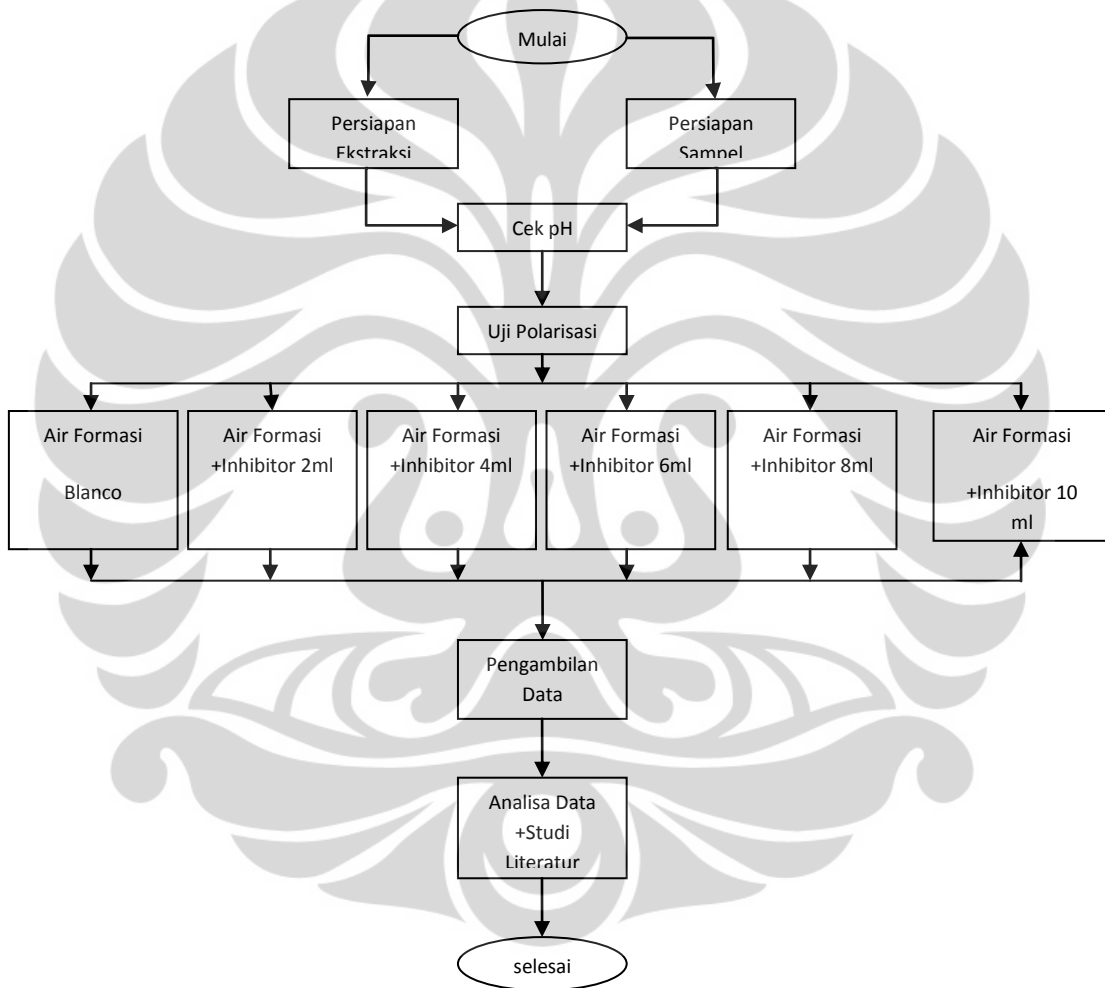 Mulai
Persiapan
Ekstraksi
Persiapan
Sampel
Cek pH
Uji Polarisasi
Air Formasi
Blanco
Air Formasi
+Inhibitor 2ml
Air Formasi
+Inhibitor 4ml
Air Formasi
+Inhibitor 6ml
Air Formasi
+Inhibitor 8ml
Air Formasi
+Inhibitor 10
ml
Pengambilan
Data
Analisa Data
+Studi
Literatur
selesai